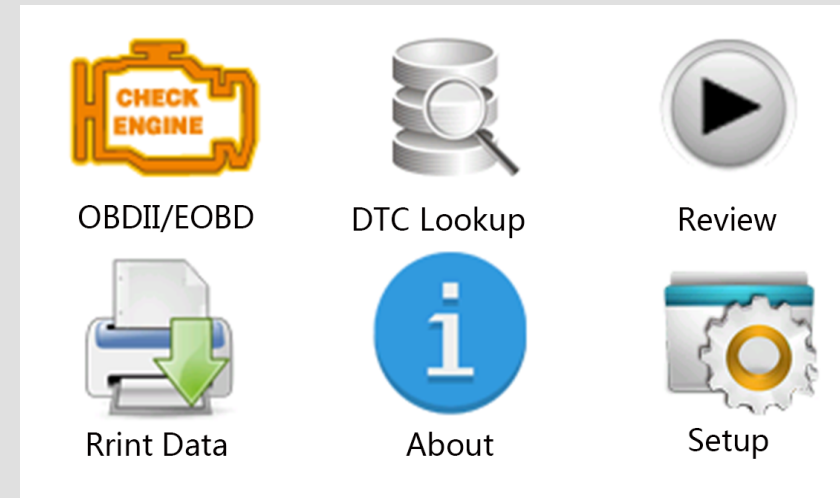 CHECK
ENGINE
OBDII/EOBD
DTC Lookup
Review
Rrint Data
About
Setup